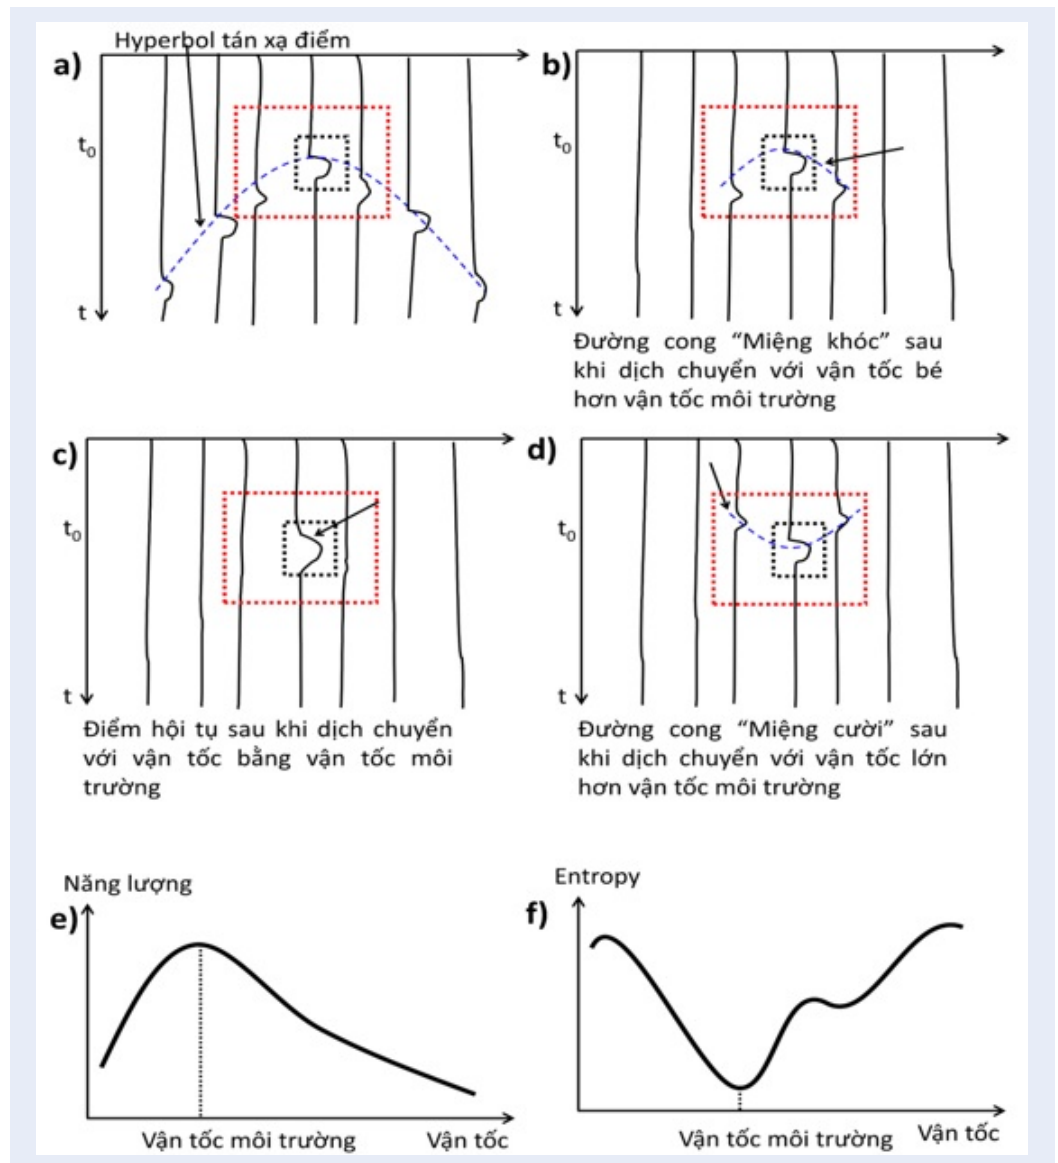 Hyperbol tán xạ điểm
a)
t₀
t
b)
t₀
t
Đường cong “Miệng khóc” sau
khi dịch chuyển với vận tốc bé
hơn vận tốc môi trường
c)
t₀
t
Điểm hội tụ sau khi dịch chuyển
với vận tốc bằng vận tốc môi
trường
d)
t₀
t
Đường cong “Miệng cười” sau
khi dịch chuyển với vận tốc lớn
hơn vận tốc môi trường
Năng lượng
e)
Vận tốc môi trường
Vận tốc
Entropy
f)
Vận tốc môi trường
Vận tốc